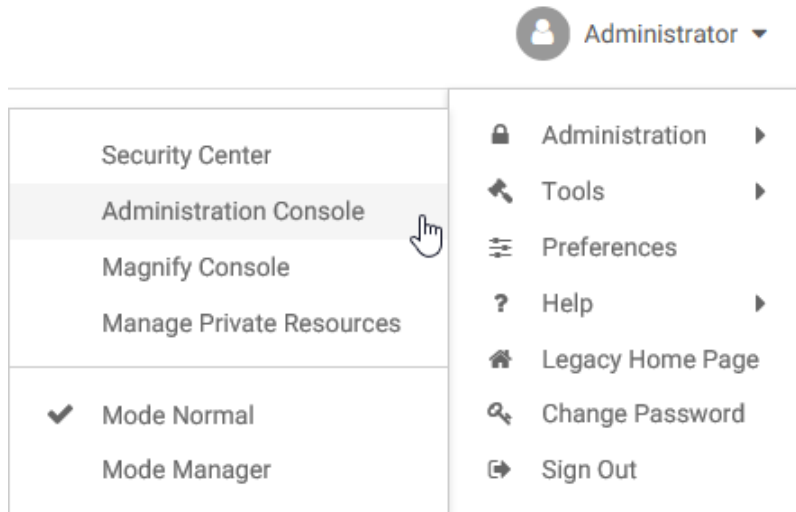 Administrator
Administration
Tools
Preferences
? Help
Legacy Home Page
Change Password
Sign Out
Security Center
Administration Console
Magnify Console
Manage Private Resources
Mode Normal
Mode Manager